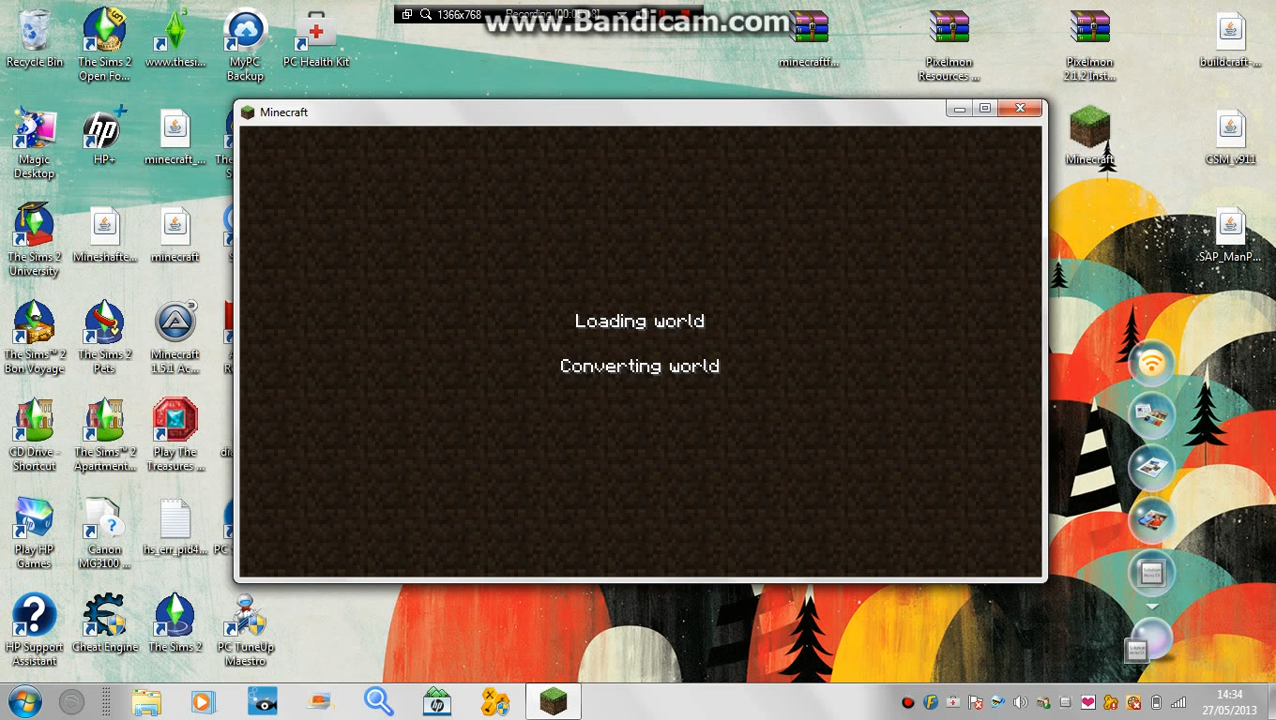 1366x768
www.Bandicam.com
Recycle Bin
The Sims 2
Open Fo...
www.thesi...
MyPC
Backup
PC Health Kit
minecraftf...
Pixelmon
Resources ...
Pixelmon
2.1.2 Inst...
buildcraft-...
Minecraft
Magic
Desktop
HP+
minecraft_...
Minecraft
CSM_v911
The Sims 2
University
Mineshafte...
minecraft
SAP_ManP...
Loading world
Converting world
The Sims™ 2
Bon Voyage
The Sims 2
Pets
Minecraft
1.5.1 Ac...
CD Drive -
Shortcut
The Sims™ 2
Apartment...
Play The
Treasures ...
Play HP
Games
Canon
MG3100 ...
hs_err_pid4...
PC
HP Support
Assistant
Cheat Engine
The Sims 2
PC TuneUp
Maestro
14:34
27/05/2013